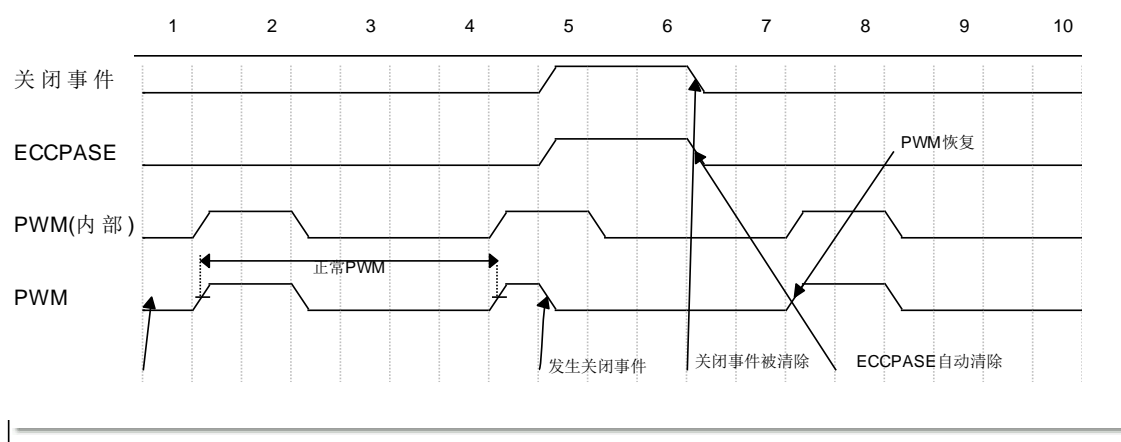 1 2 3 4 5 6 7 8 9 10
关闭事件
ECCPASE
PWM恢复
PWM(内部)
正常PWM
PWM
发生关闭事件
关闭事件被清除
ECCPASE自动清除